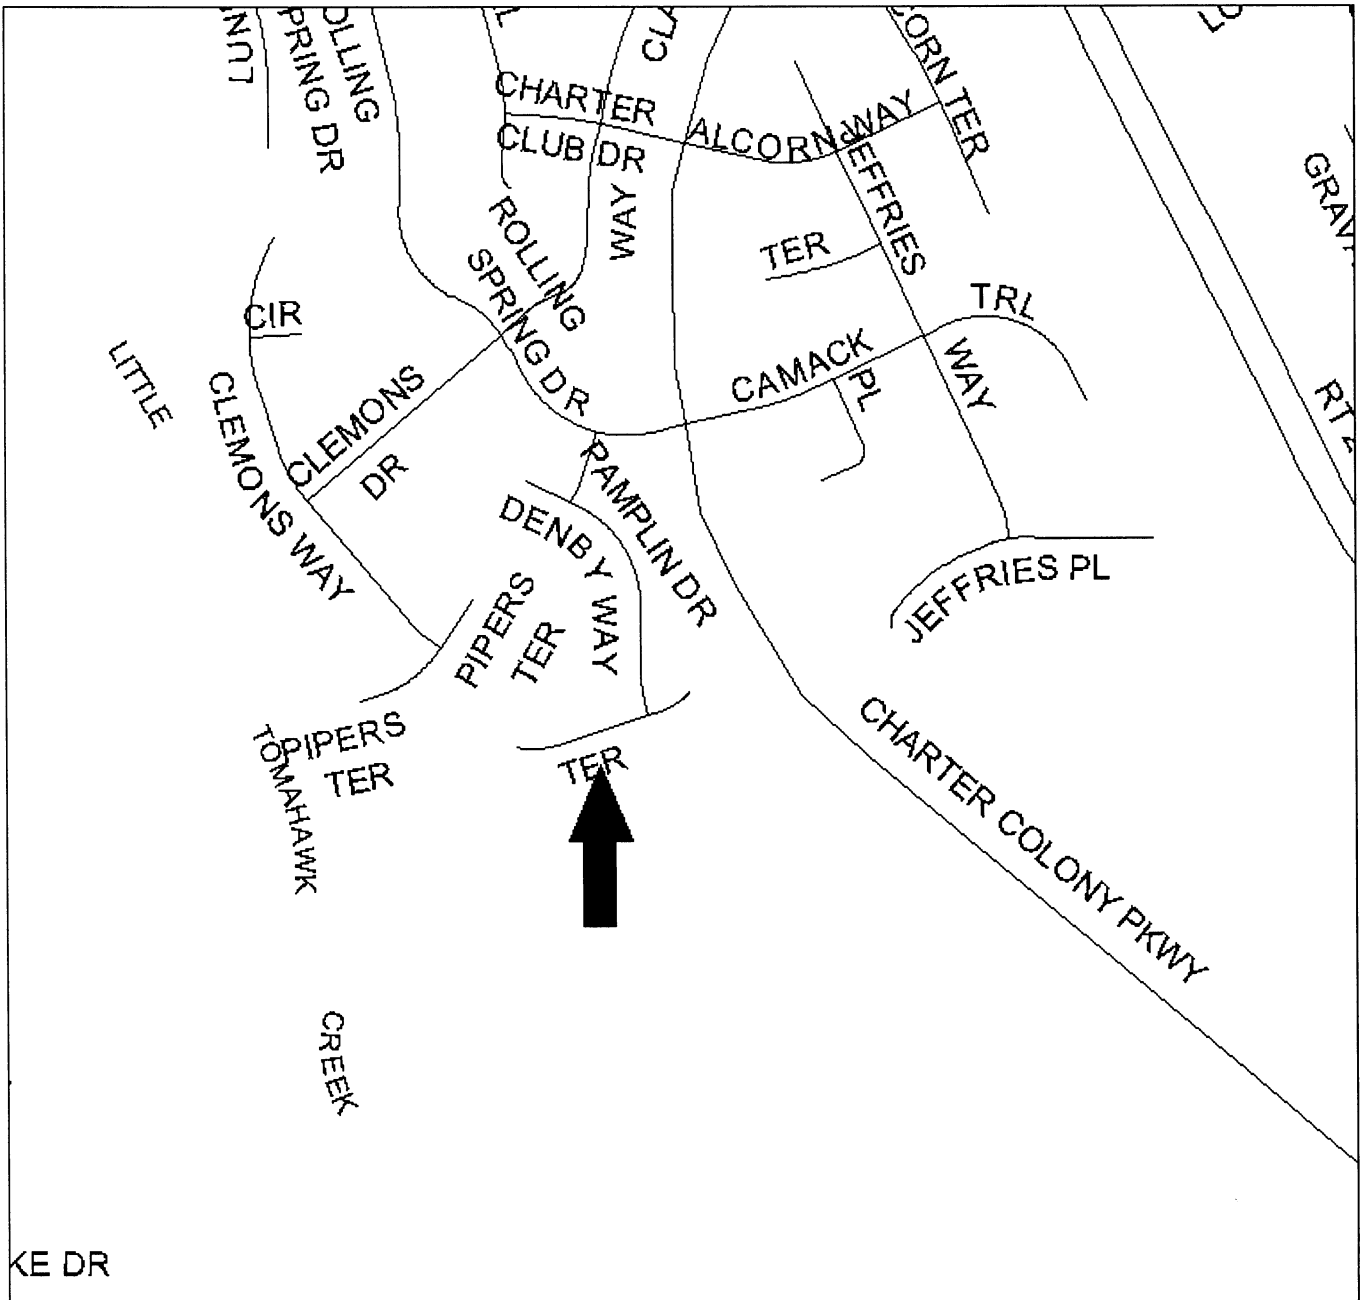 ROLLING
SPRING DR
CHARTER
CLUB DR
WAY
ALCORN WAY
ALCORN TER
JEFFRIES
WAY
GRAV
TER
ROLLING
SPRING DR
CIR
TRL
CAMACK
PL
LITTLE
CLEMONS
DR
CLEMONS WAY
PAMPLIN DR
DENBY WAY
JEFFRIES PL
PIPERS
TER
PIPERS
TER
TER
TOMAHAWK
CHARTER COLONY PKWY
CREEK
KE DR